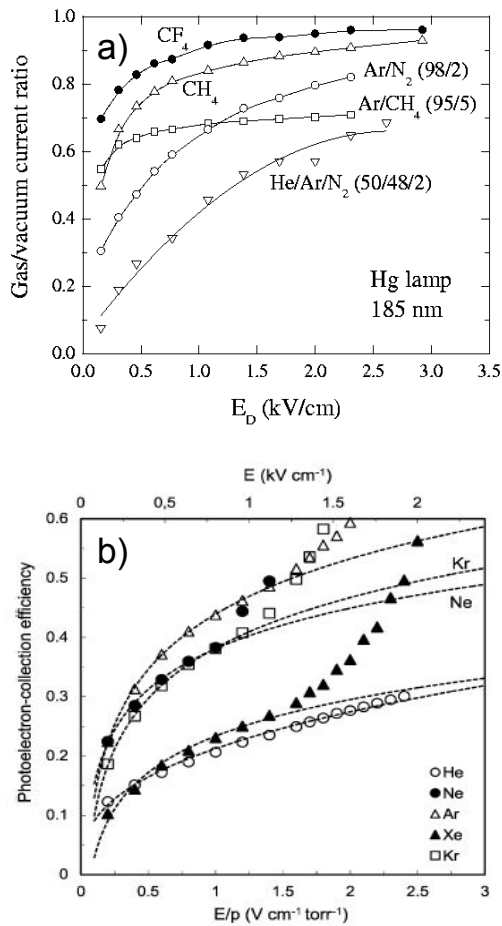 a)
CF4
CH4
Ar/N2 (98/2)
Ar/CH4 (95/5)
He/Ar/N2 (50/48/2)
Hg lamp
185 nm
Gas/vacuum current ratio
1.0
0.8
0.6
0.4
0.2
0.0
0.0 0.5 1.0 1.5 2.0 2.5 3.0
ED (kV/cm)
E (kV cm⁻¹)
0 0,5 1 1,5 2
b)
Kr
Ne
Photoelectron-collection efficiency
0.6
0.5
0.4
0.3
0.2
0.1
0
He
Ne
Ar
Xe
Kr
0 0.5 1 1.5 2 2.5 3
E/p (V cm⁻¹ torr⁻¹)